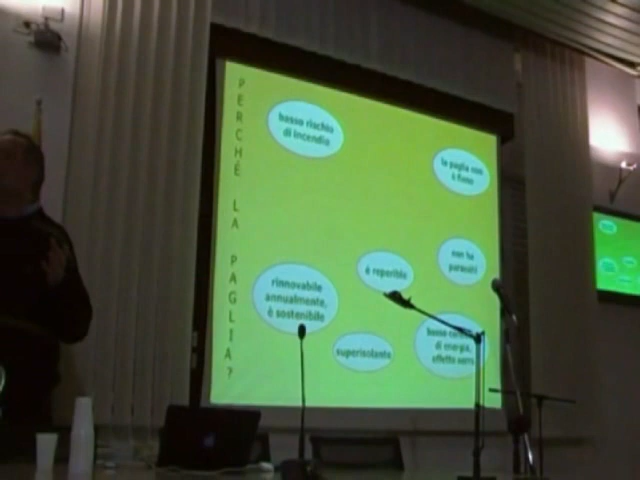 PERCHÉ LA PAGLIA?
basso rischio
di incendio
la paglia non
è fieno
è reperibile
non ha
parassiti
rinnovabile
annualmente,
è sostenibile
superisolante
basso
di energia,
effetto serra